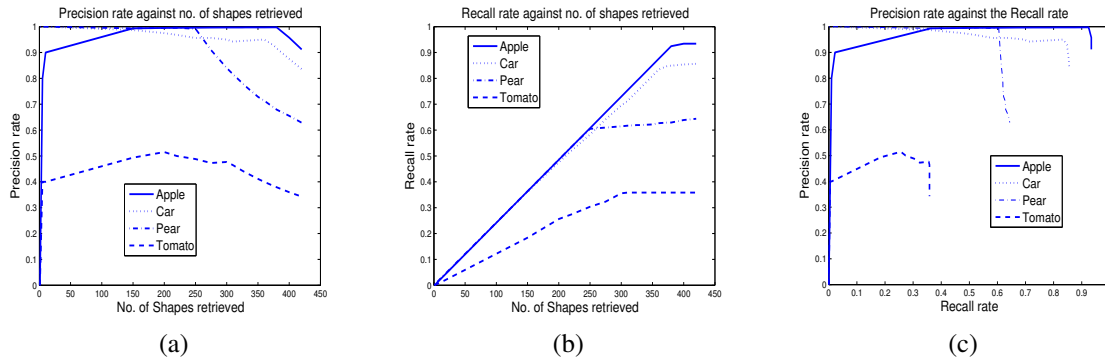 Precision rate against no. of shapes retrieved
Precision rate
1
0.9
0.8
0.7
0.6
0.5
0.4
0.3
0.2
0.1
0
Apple
Car
Pear
Tomato
0 50 100 150 200 250 300 350 400 450
No. of Shapes retrieved
(a)
Recall rate against no. of shapes retrieved
Recall rate
1
0.9
0.8
0.7
0.6
0.5
0.4
0.3
0.2
0.1
0
Apple
Car
Pear
Tomato
0 50 100 150 200 250 300 350 400 450
No. of Shapes retrieved
(b)
Precision rate against the Recall rate
Precision rate
1
0.9
0.8
0.7
0.6
0.5
0.4
0.3
0.2
0.1
0
Apple
Car
Pear
Tomato
0 0.1 0.2 0.3 0.4 0.5 0.6 0.7 0.8 0.9
Recall rate
(c)